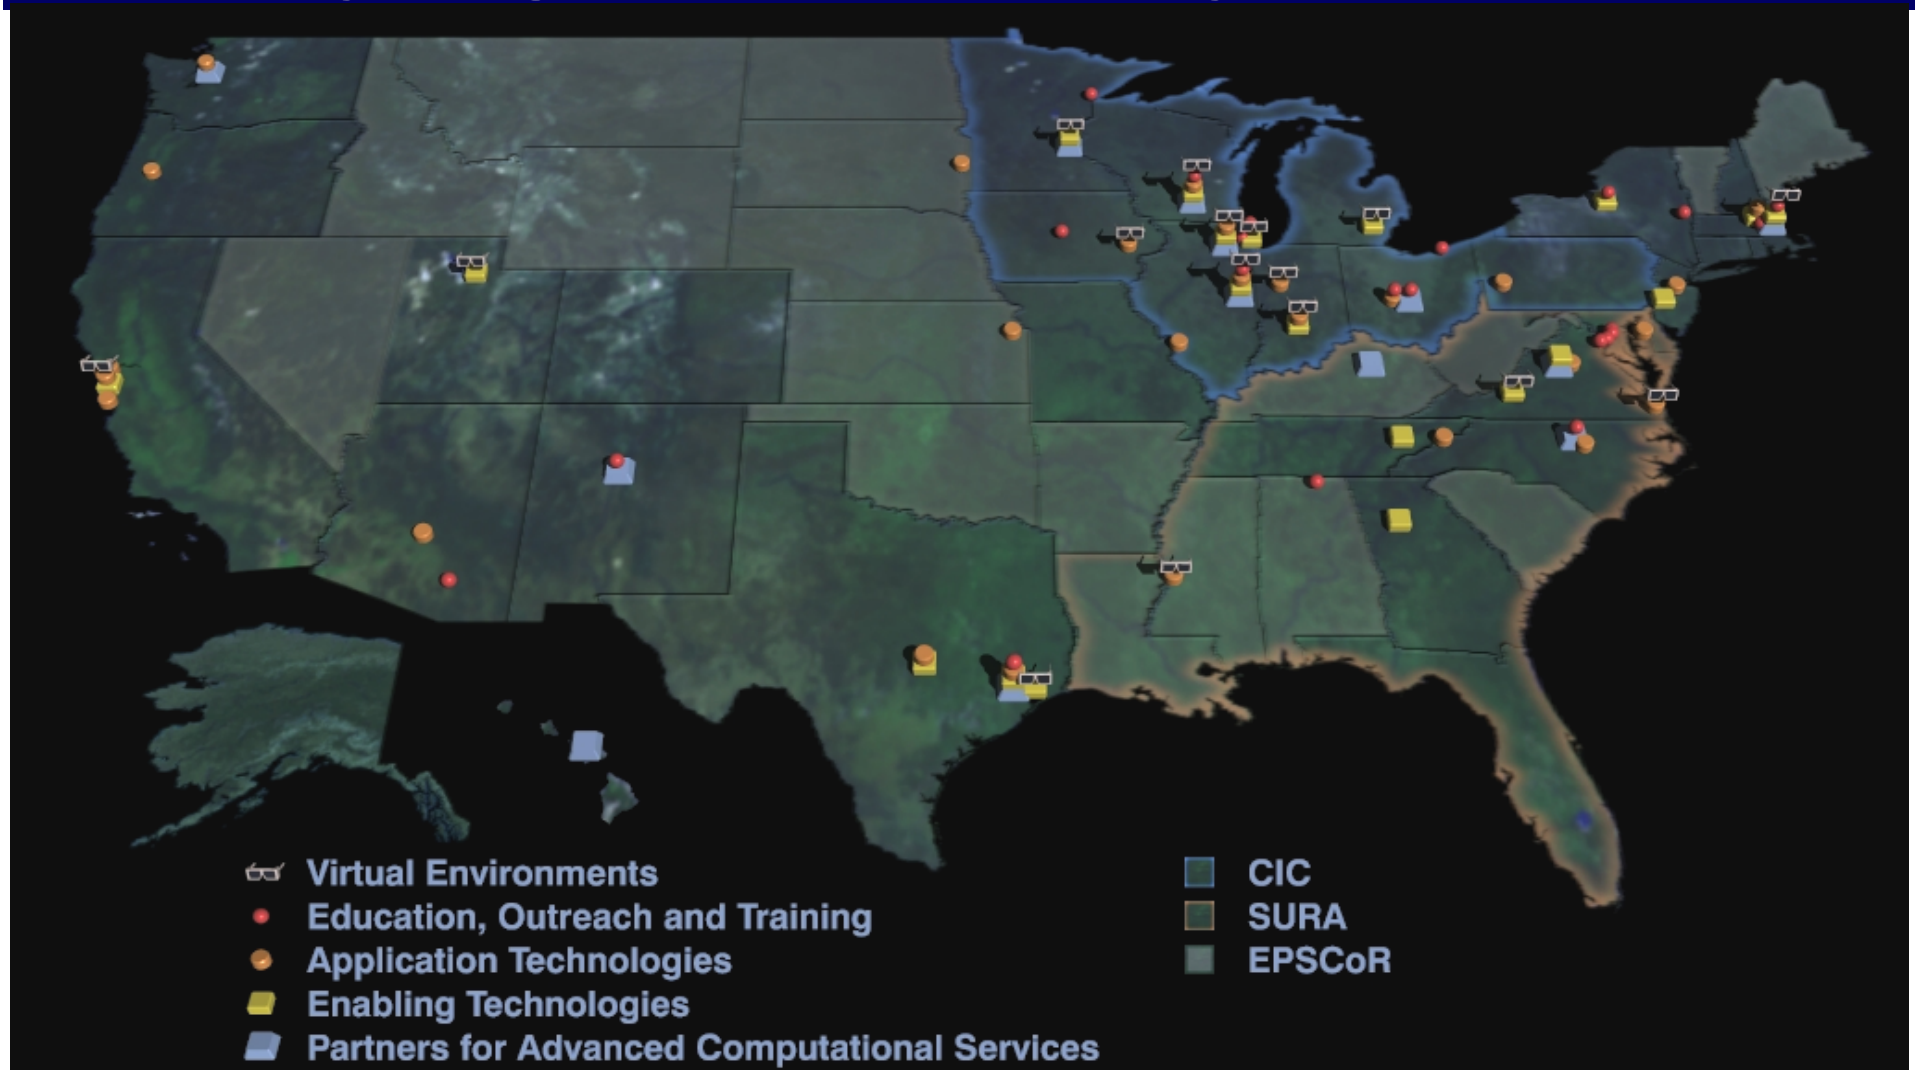 Virtual Environments
Education, Outreach and Training
Application Technologies
Enabling Technologies
Partners for Advanced Computational Services
CIC
SURA
EPSCoR